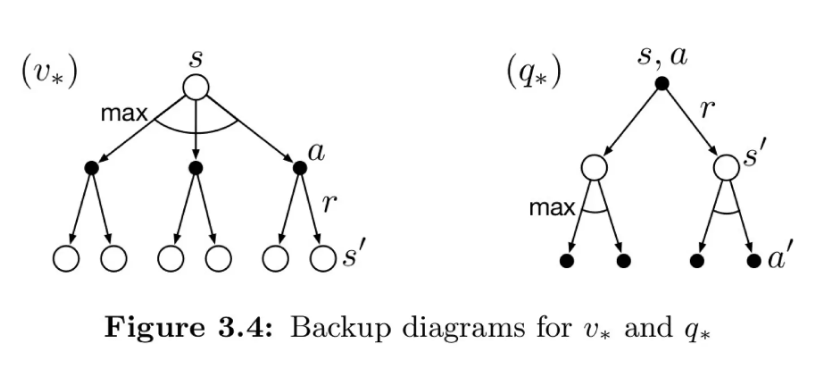 (v*)
s
max
a
r
s′
(q*)
s, a
r
s′
max
a′
Figure 3.4: Backup diagrams for v* and q*